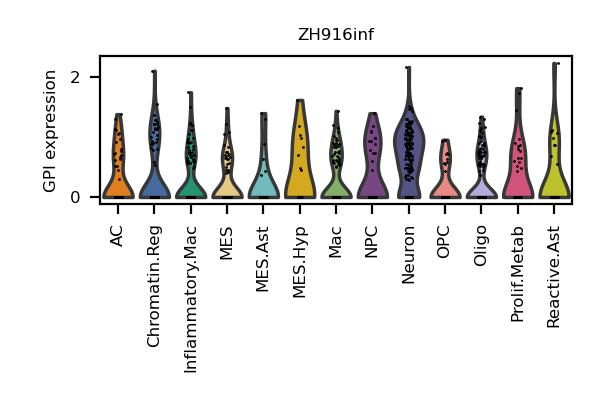 ZH916inf
GPI expression
2
0
AC
Chromatin.Reg
Inflammatory.Mac
MES
MES.Ast
MES.Hyp
Mac
NPC
Neuron
OPC
Oligo
Prolif.Metab
Reactive.Ast